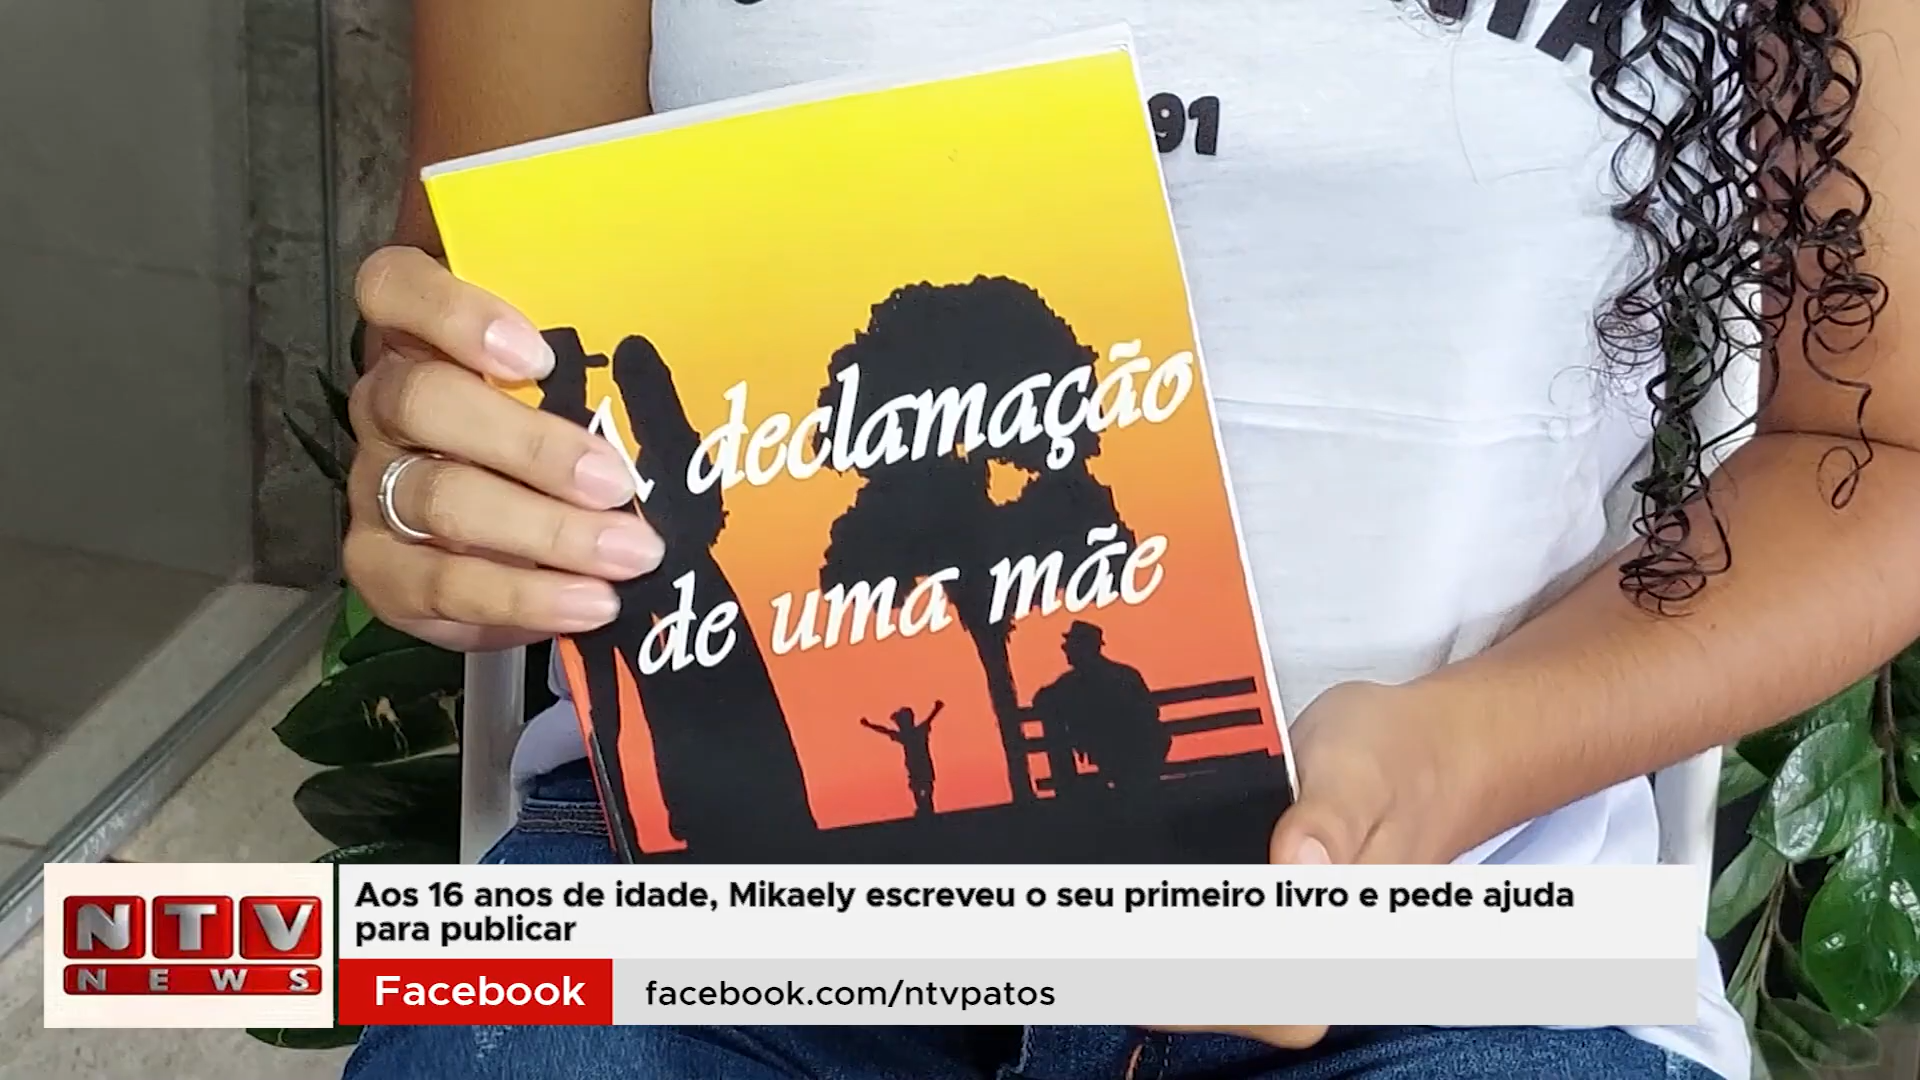 91
A declamação
de uma mãe
NTV
NEWS
Aos 16 anos de idade, Mikaely escreveu o seu primeiro livro e pede ajuda
para publicar
Facebook
facebook.com/ntvpatos